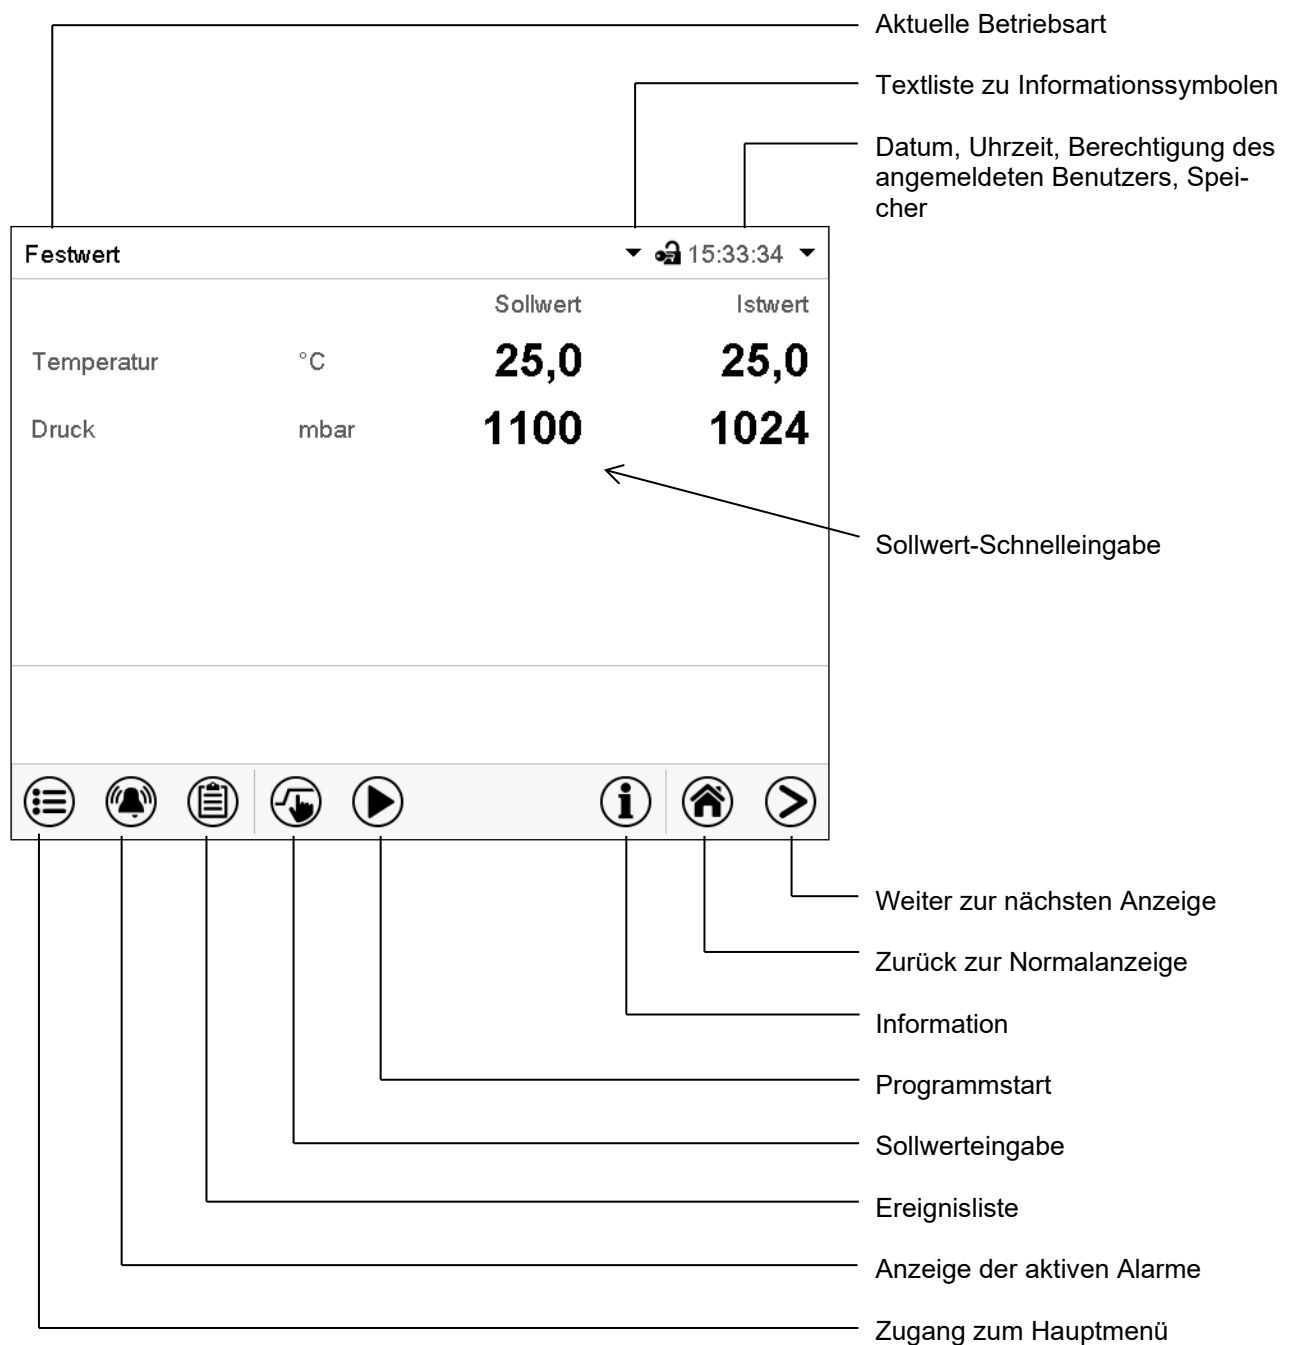 Aktuelle Betriebsart
Textliste zu Informationssymbolen
Datum, Uhrzeit, Berechtigung des
angemeldeten Benutzers, Spei-
cher
Festwert 15:33:34
Sollwert Istwert
Temperatur °C 25,0 25,0
Druck mbar 1100 1024
Sollwert-Schnelleingabe
Weiter zur nächsten Anzeige
Zurück zur Normalanzeige
Information
Programmstart
Sollwerteingabe
Ereignisliste
Anzeige der aktiven Alarme
Zugang zum Hauptmenü